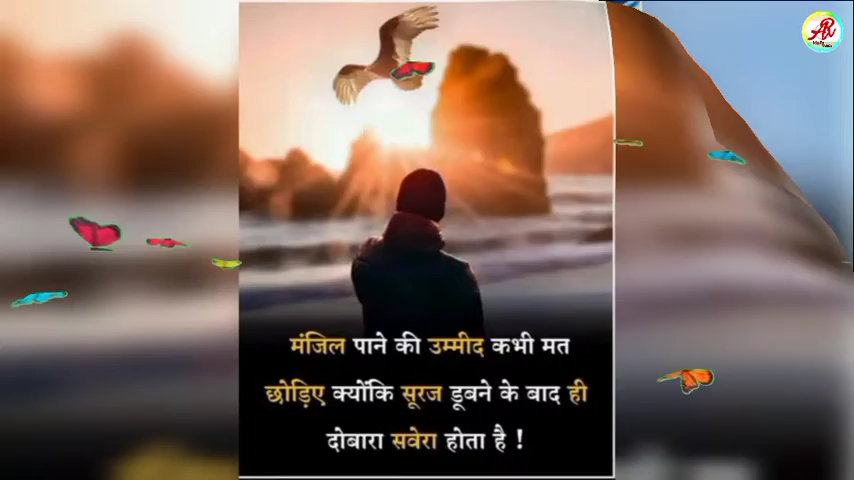 मंजिल पाने की उम्मीद कभी मत
छोड़िए क्योंकि सूरज डूबने के बाद ही
दोबारा सवेरा होता है !